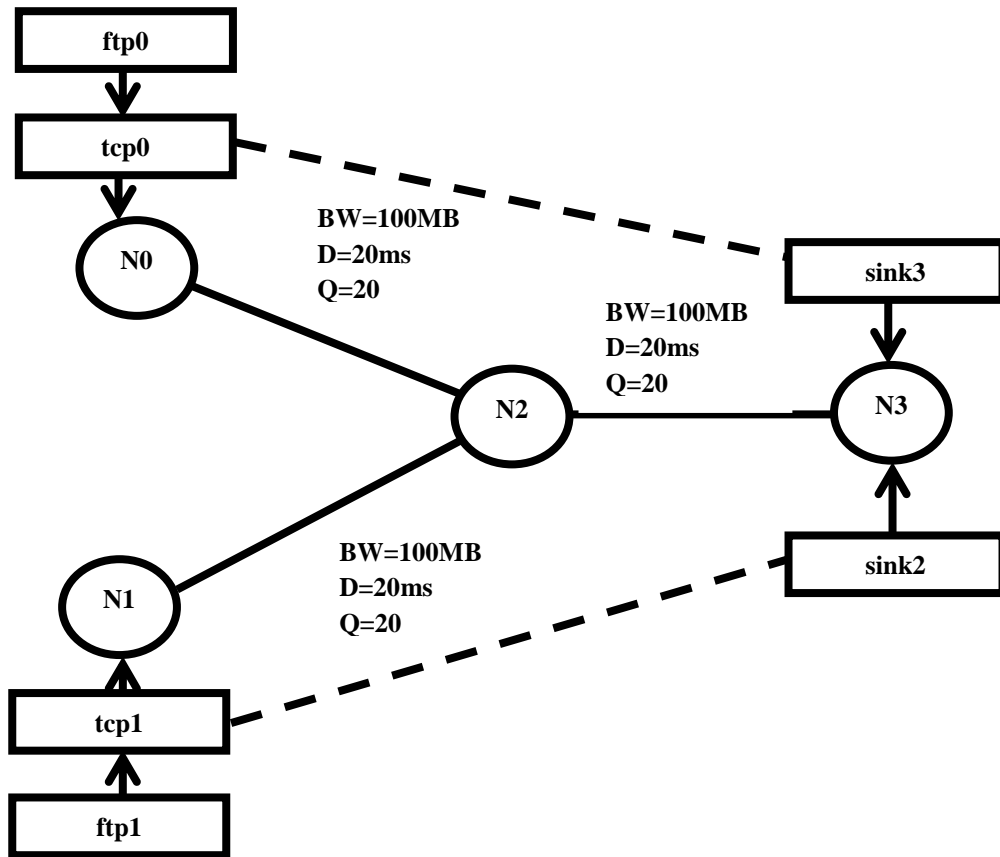 ftp0
tcp0
N0
BW=100MB
D=20ms
Q=20
sink3
BW=100MB
D=20ms
Q=20
N2
N3
BW=100MB
D=20ms
Q=20
sink2
N1
tcp1
ftp1